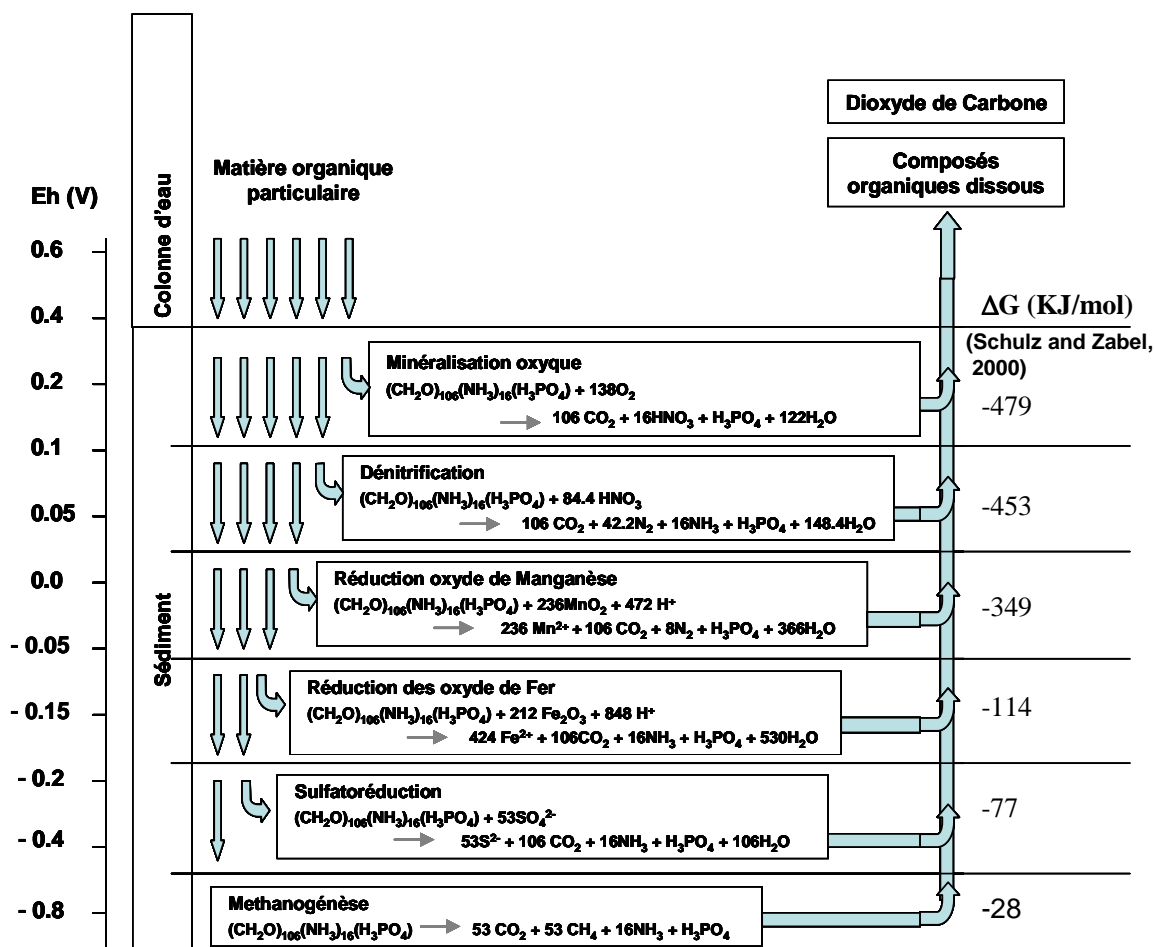 Dioxyde de Carbone
Composés
organiques dissous
Matière organique
particulaire
Eh (V)
0.6
0.4
0.2
0.1
0.05
0.0
- 0.05
- 0.15
- 0.2
- 0.4
- 0.8
Colonne d'eau
Sédiment
ΔG (KJ/mol)
(Schulz and Zabel,
2000)
Minéralisation oxyque
(CH₂O)₁₀₆(NH₃)₁₆(H₃PO₄) + 138O₂
→ 106 CO₂ + 16HNO₃ + H₃PO₄ + 122H₂O
-479
Dénitrification
(CH₂O)₁₀₆(NH₃)₁₆(H₃PO₄) + 84.4 HNO₃
→ 106 CO₂ + 42.2N₂ + 16NH₃ + H₃PO₄ + 148.4H₂O
-453
Réduction oxyde de Manganèse
(CH₂O)₁₀₆(NH₃)₁₆(H₃PO₄) + 236MnO₂ + 472 H⁺
→ 236 Mn²⁺ + 106 CO₂ + 8N₂ + H₃PO₄ + 366H₂O
-349
Réduction des oxyde de Fer
(CH₂O)₁₀₆(NH₃)₁₆(H₃PO₄) + 212 Fe₂O₃ + 848 H⁺
→ 424 Fe²⁺ + 106CO₂ + 16NH₃ + H₃PO₄ + 530H₂O
-114
Sulfatoréduction
(CH₂O)₁₀₆(NH₃)₁₆(H₃PO₄) + 53SO₄²⁻
→ 53S²⁻ + 106 CO₂ + 16NH₃ + H₃PO₄ + 106H₂O
-77
Methanogénèse
(CH₂O)₁₀₆(NH₃)₁₆(H₃PO₄) → 53 CO₂ + 53 CH₄ + 16NH₃ + H₃PO₄
-28